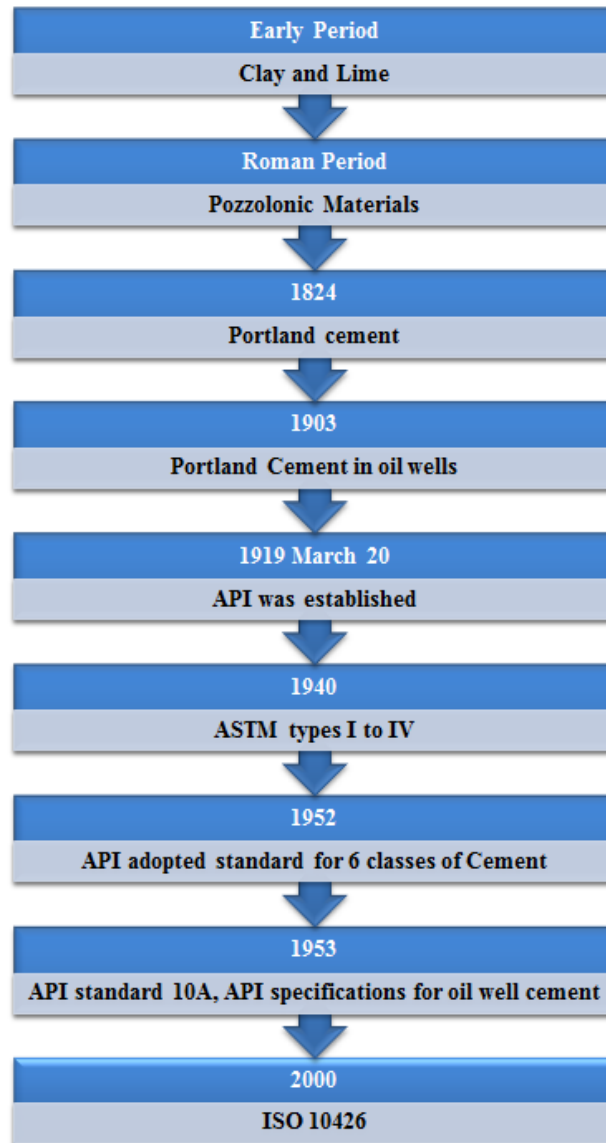 Early Period
Clay and Lime
Roman Period
Pozzolonic Materials
1824
Portland cement
1903
Portland Cement in oil wells
1919 March 20
API was established
1940
ASTM types I to IV
1952
API adopted standard for 6 classes of Cement
1953
API standard 10A, API specifications for oil well cement
2000
ISO 10426